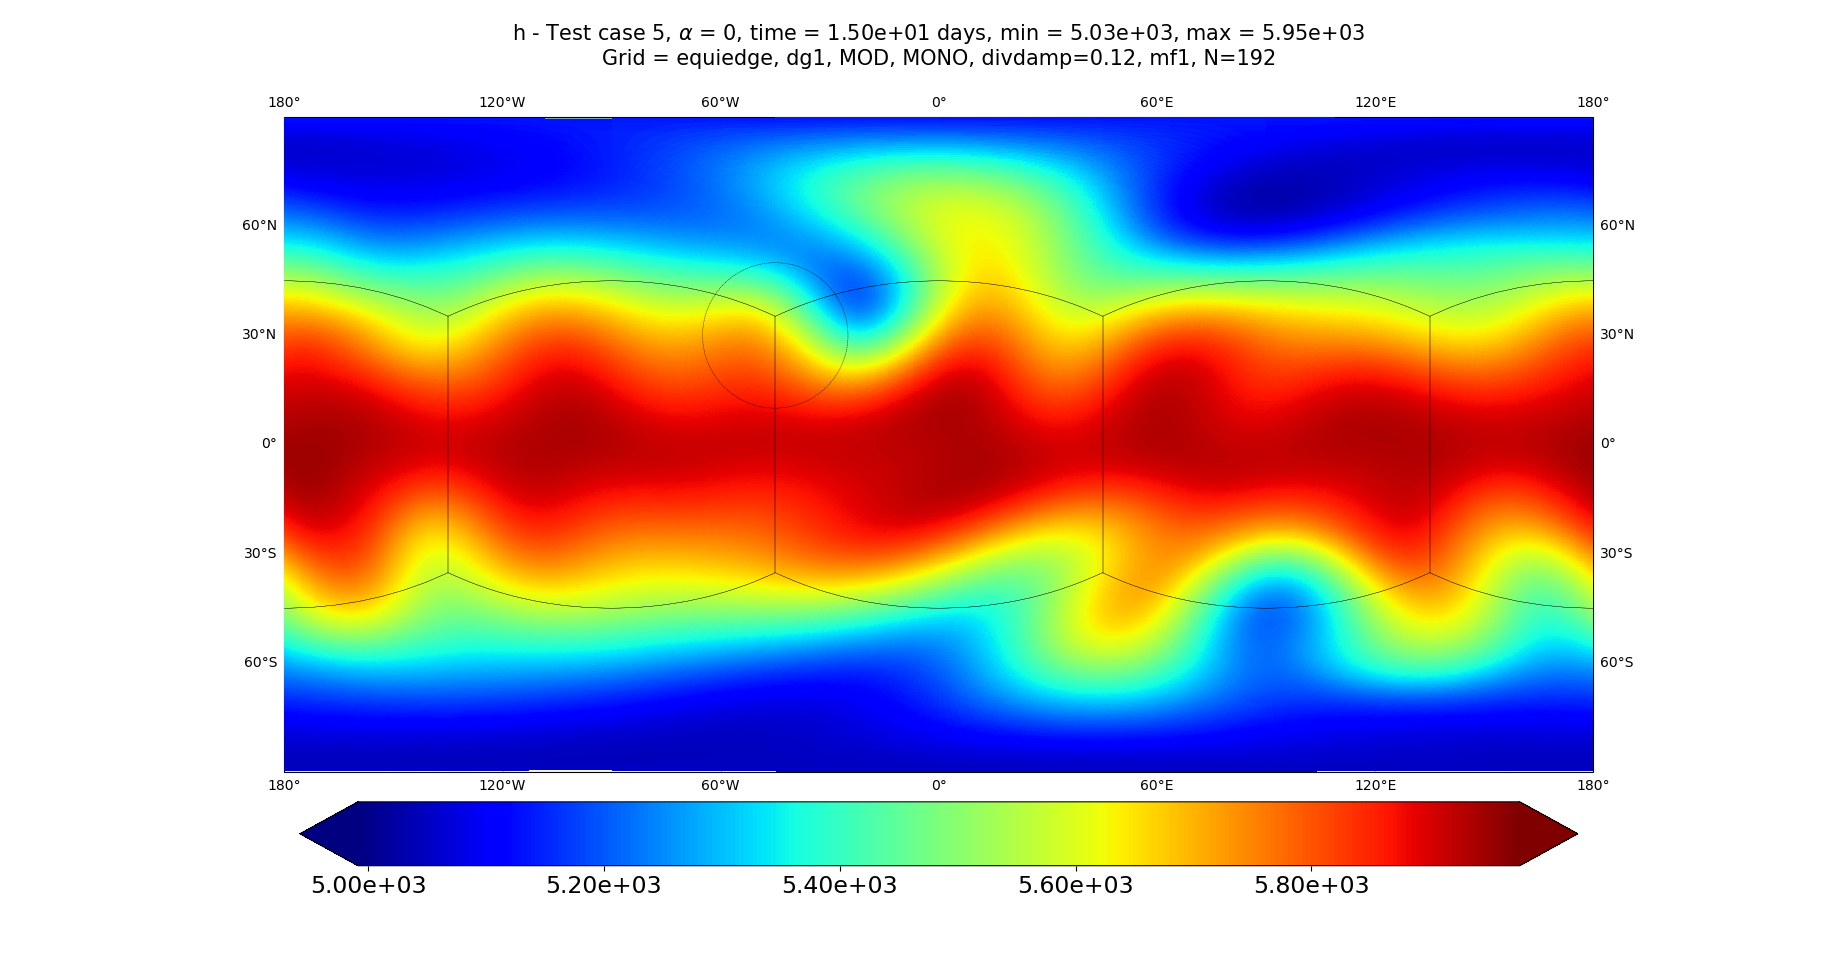 h - Test case 5, α = 0, time = 1.50e+01 days, min = 5.03e+03, max = 5.95e+03
Grid = equiedge, dg1, MOD, MONO, divdamp=0.12, mf1, N=192
180° 120°W 60°W 0° 60°E 120°E 180°
60°N 60°N
30°N 30°N
0° 0°
30°S 30°S
60°S 60°S
180° 120°W 60°W 0° 60°E 120°E 180°
5.00e+03 5.20e+03 5.40e+03 5.60e+03 5.80e+03